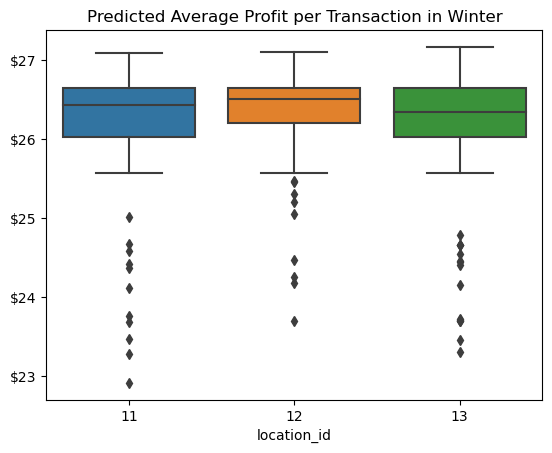 Predicted Average Profit per Transaction in Winter
$27
$26
$25
$24
$23
11 12 13
location_id